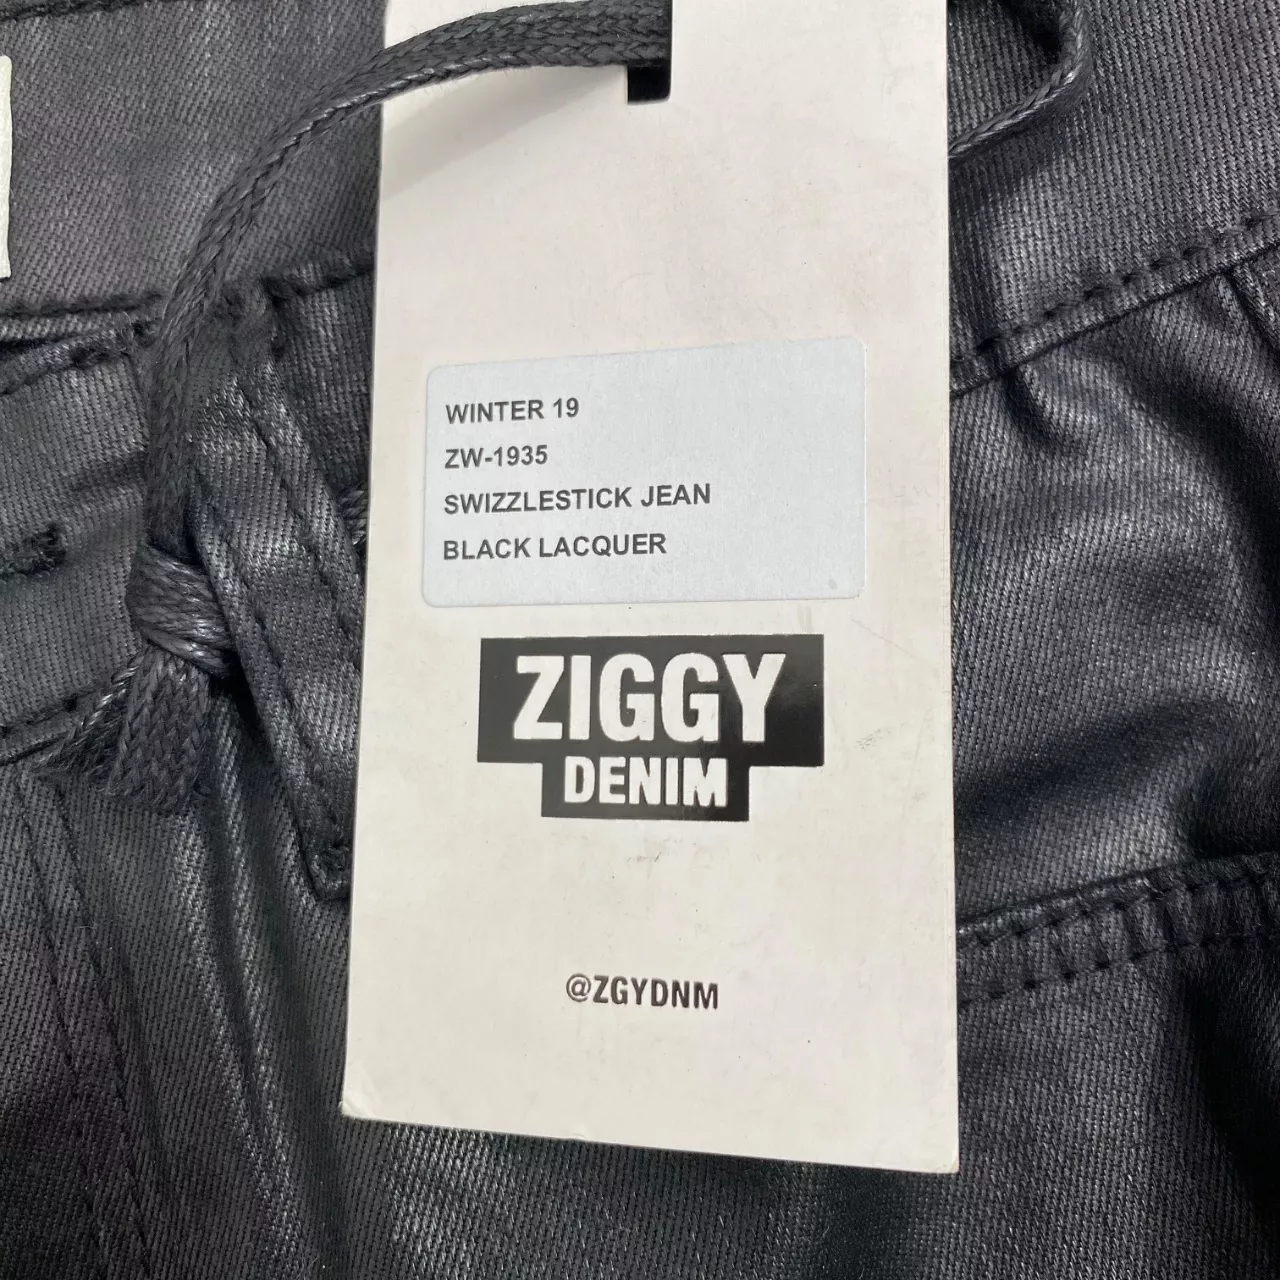 WINTER 19
ZW-1935
SWIZZLESTICK JEAN
BLACK LACQUER
ZIGGY
DENIM
@ZGYDNM